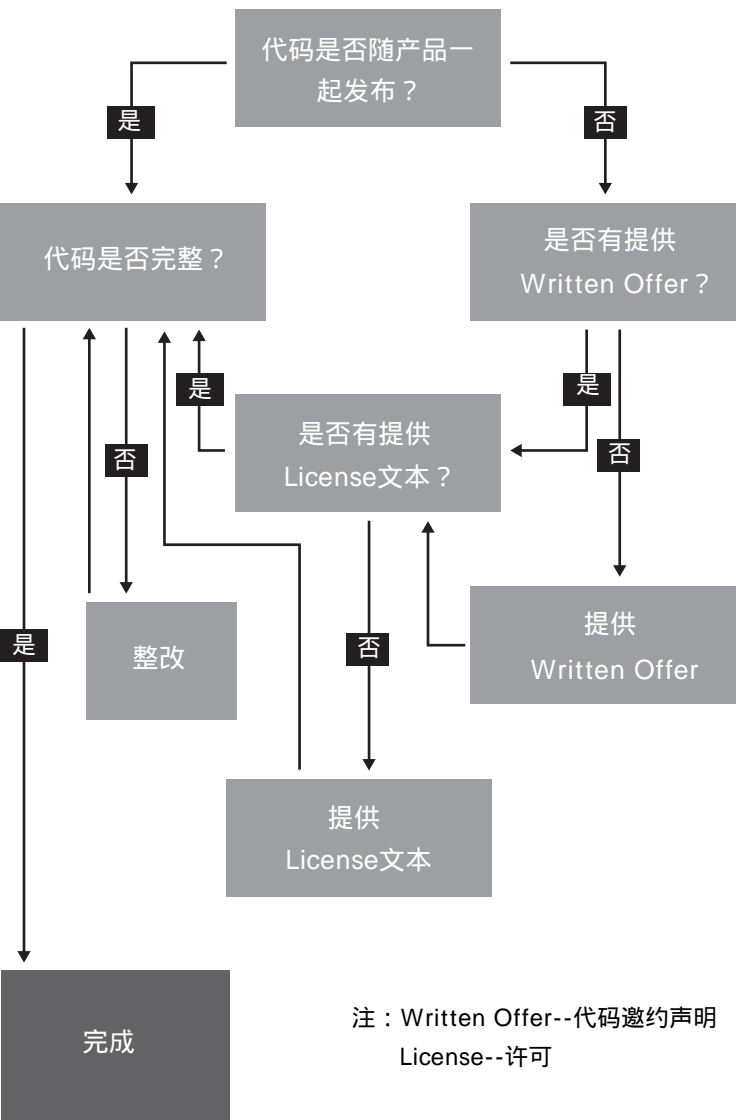 代码是否随产品一
起发布？
是
否
代码是否完整？
是否有提供
Written Offer？
是
是
是否有提供
License文本？
否
否
提供
Written Offer
是
整改
否
提供
License文本
完成
注：Written Offer--代码邀约声明
License--许可